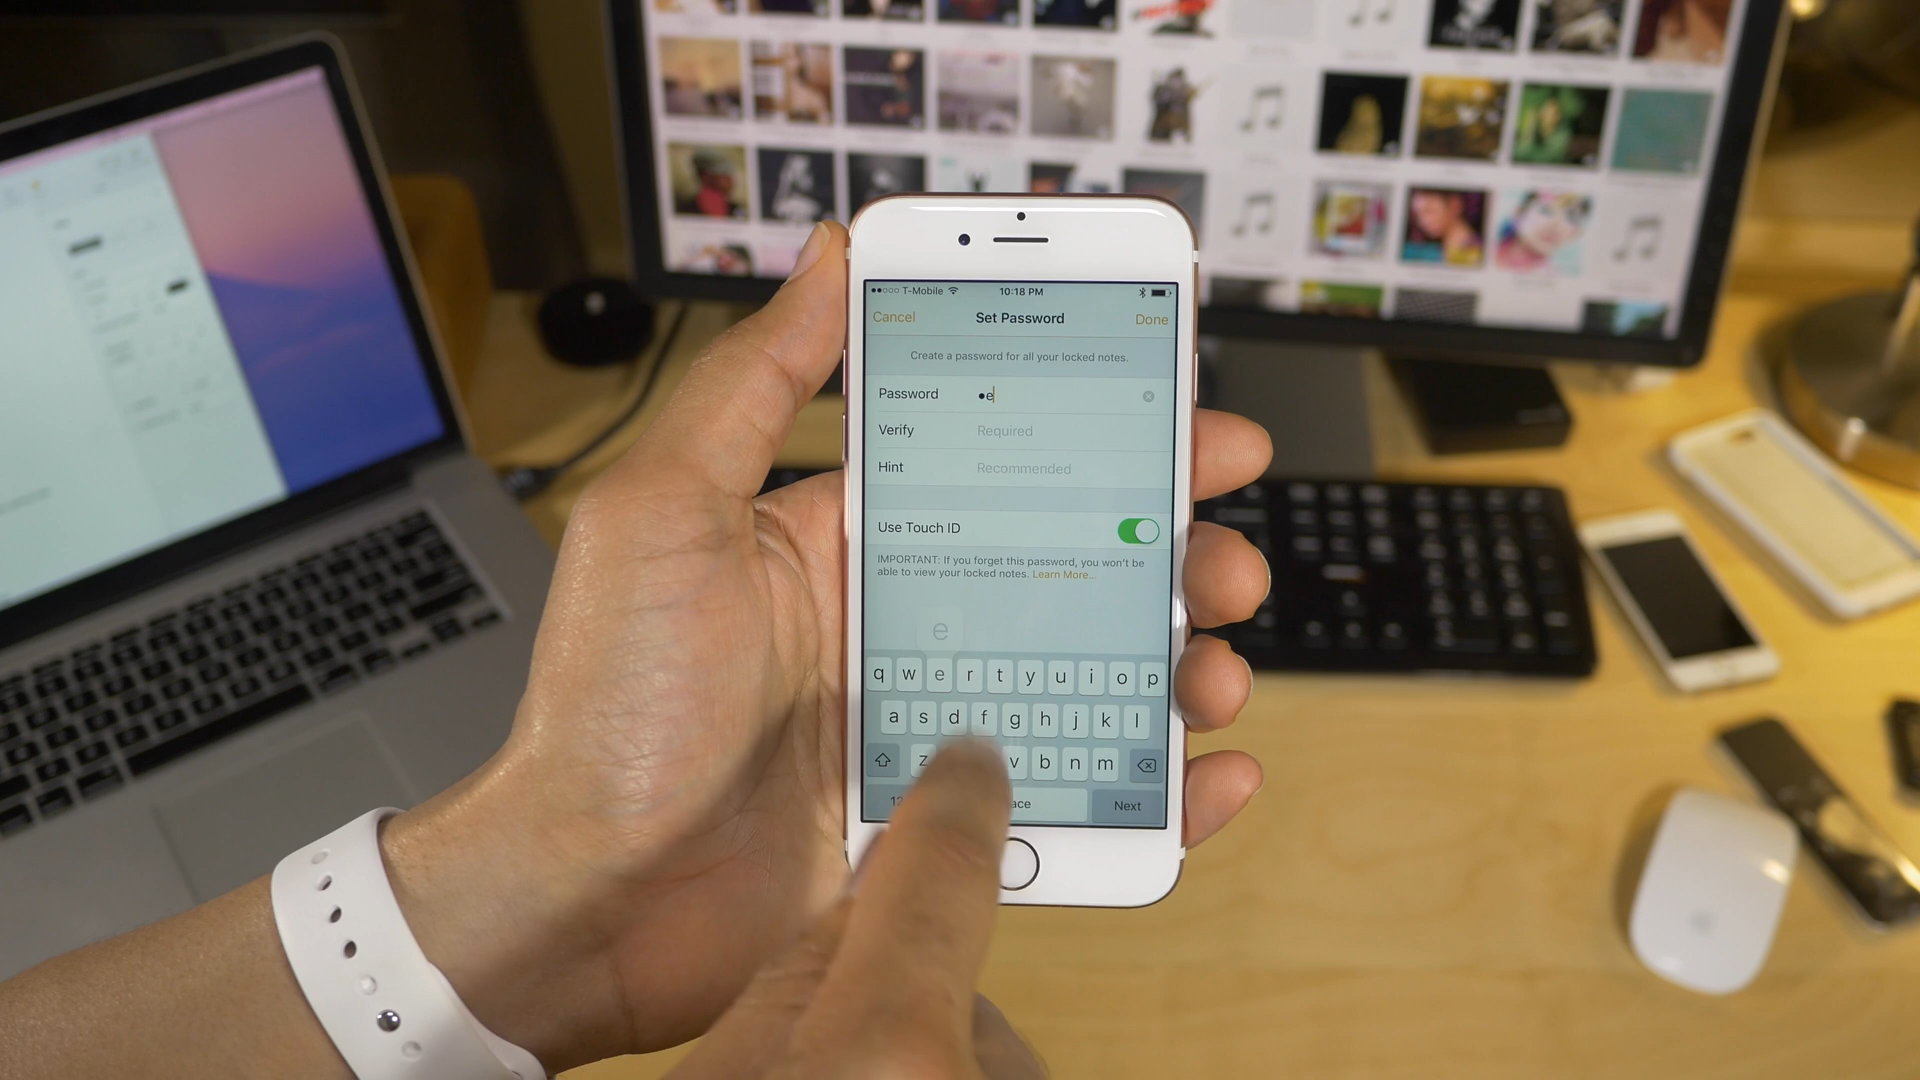 T-Mobile 10:18 PM
Cancel Set Password Done
Create a password for all your locked notes.
Password •e
Verify Required
Hint Recommended
Use Touch ID
IMPORTANT: If you forget this password, you won't be
able to view your locked notes. Learn More...
e
q w e r t y u i o p
a s d f g h j k l
z v b n m
Next